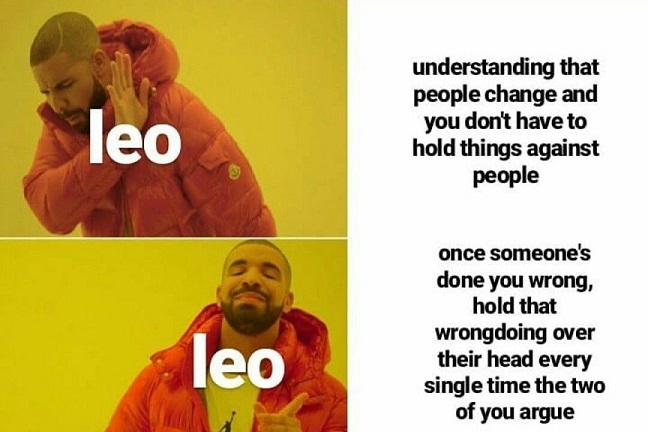 leo
understanding that
people change and
you don't have to
hold things against
people
leo
once someone's
done you wrong,
hold that
wrongdoing over
their head every
single time the two
of you argue